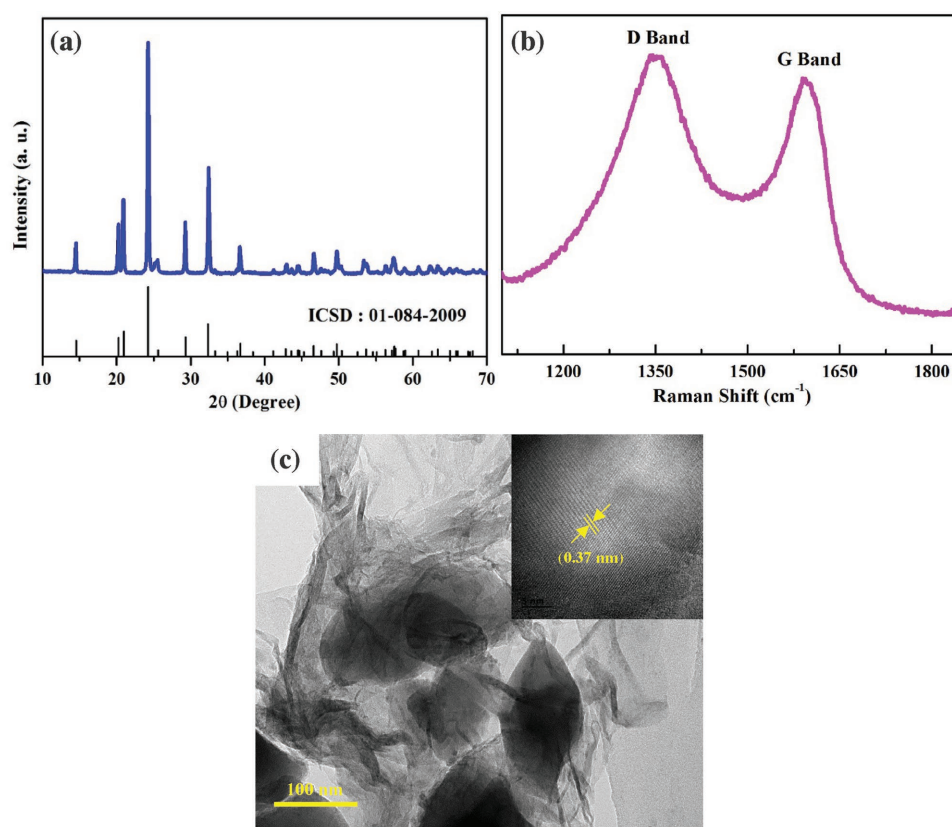 (a)
Intensity (a. u.)
ICSD : 01-084-2009
10 20 30 40 50 60 70
2θ (Degree)
(b)
D Band
G Band
1200 1350 1500 1650 1800
Raman Shift (cm⁻¹)
(c)
(0.37 nm)
100 nm